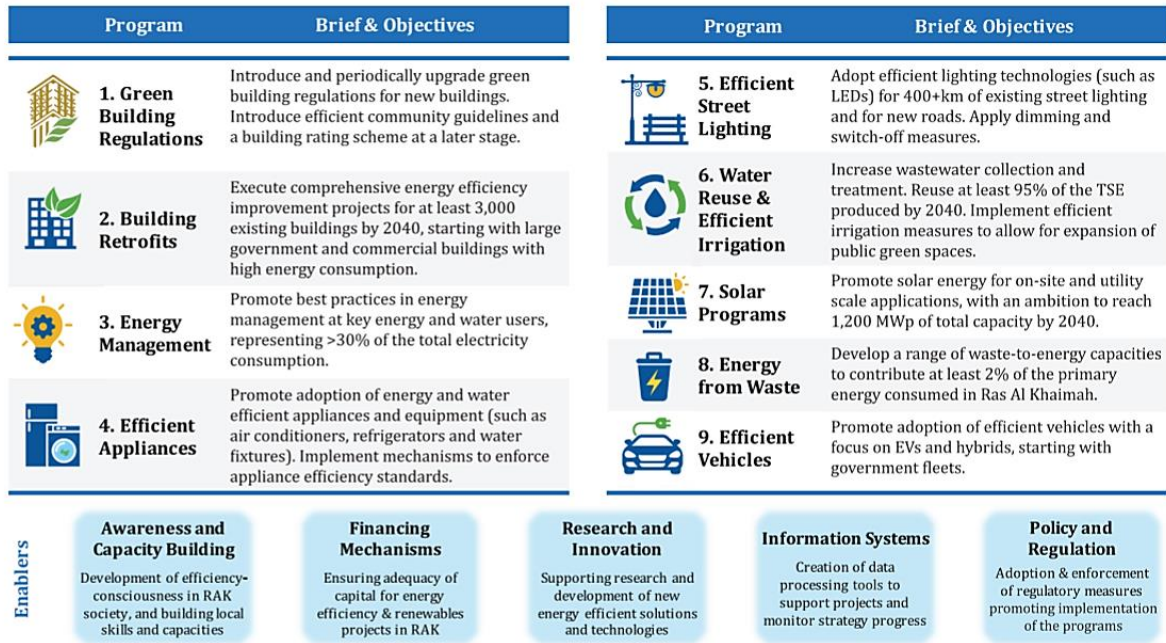 Program Brief & Objectives
1. Green
Building
Regulations
Introduce and periodically upgrade green
building regulations for new buildings.
Introduce efficient community guidelines and
a building rating scheme at a later stage.
2. Building
Retrofits
Execute comprehensive energy efficiency
improvement projects for at least 3,000
existing buildings by 2040, starting with large
government and commercial buildings with
high energy consumption.
3. Energy
Management
Promote best practices in energy
management at key energy and water users,
representing >30% of the total electricity
consumption.
4. Efficient
Appliances
Promote adoption of energy and water
efficient appliances and equipment (such as
air conditioners, refrigerators and water
fixtures). Implement mechanisms to enforce
appliance efficiency standards.
Program Brief & Objectives
5. Efficient
Street
Lighting
Adopt efficient lighting technologies (such as
LEDs) for 400+km of existing street lighting
and for new roads. Apply dimming and
switch-off measures.
6. Water
Reuse &
Efficient
Irrigation
Increase wastewater collection and
treatment. Reuse at least 95% of the TSE
produced by 2040. Implement efficient
irrigation measures to allow for expansion of
public green spaces.
7. Solar
Programs
Promote solar energy for on-site and utility
scale applications, with an ambition to reach
1,200 MWp of total capacity by 2040.
8. Energy
from Waste
Develop a range of waste-to-energy capacities
to contribute at least 2% of the primary
energy consumed in Ras Al Khaimah.
9. Efficient
Vehicles
Promote adoption of efficient vehicles with a
focus on EVs and hybrids, starting with
government fleets.
Enablers
Awareness and
Capacity Building
Development of efficiency-
consciousness in RAK
society, and building local
skills and capacities
Financing
Mechanisms
Ensuring adequacy of
capital for energy
efficiency & renewables
projects in RAK
Research and
Innovation
Supporting research and
development of new
energy efficient solutions
and technologies
Information Systems
Creation of data
processing tools to
support projects and
monitor strategy progress
Policy and
Regulation
Adoption & enforcement
of regulatory measures
promoting implementation
of the programs